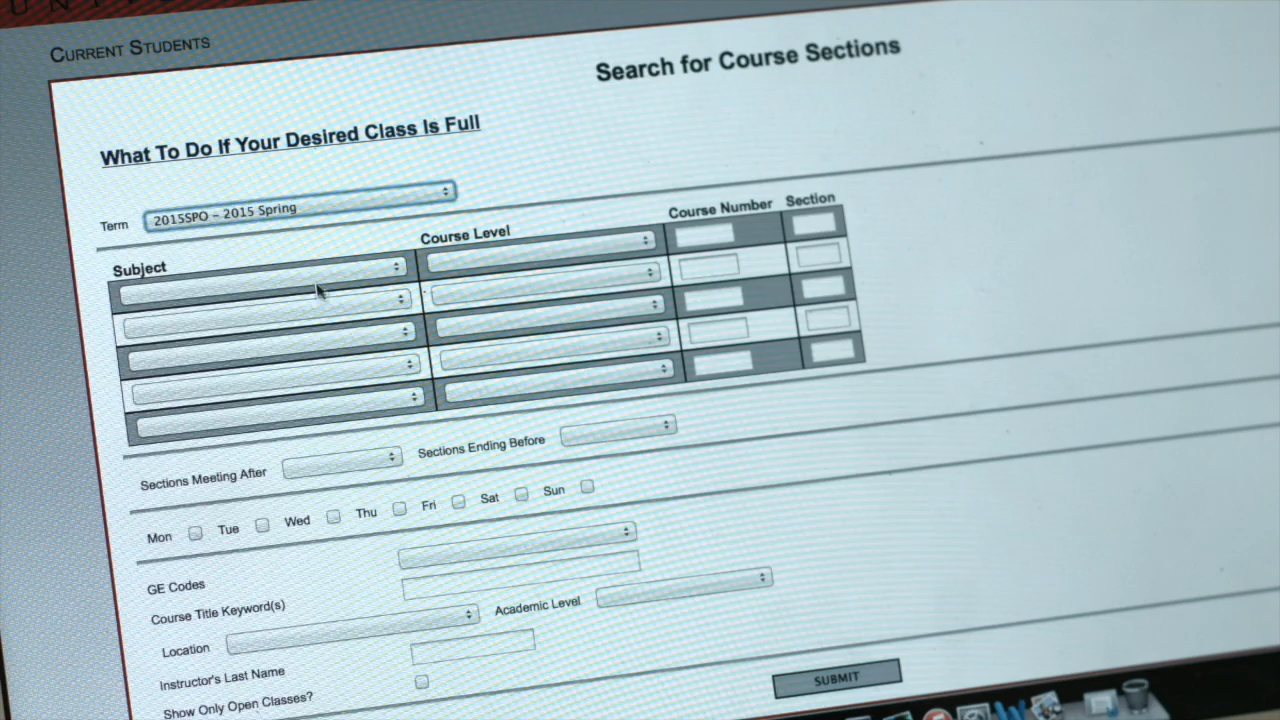 CURRENT STUDENTS
Search for Course Sections
What To Do If Your Desired Class Is Full
Term 2015SPO - 2015 Spring
Subject Course Level Course Number Section
Sections Meeting After Sections Ending Before
Mon Tue Wed Thu Fri Sat Sun
GE Codes
Course Title Keyword(s)
Location Academic Level
Instructor's Last Name
Show Only Open Classes?
SUBMIT